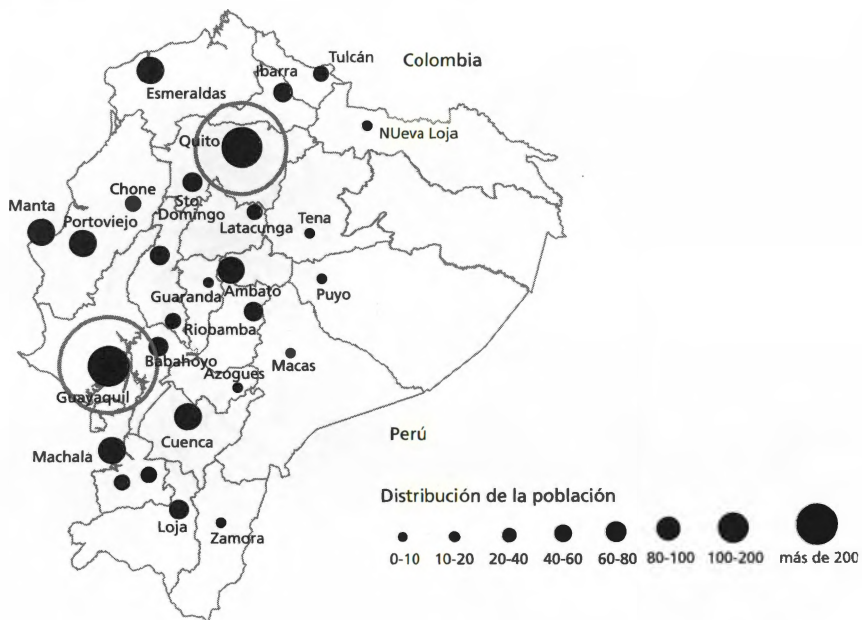 Tulcán
Colombia
Ibarra
Esmeraldas
NUeva Loja
Quito
Chone
Manta
Sto
Domingo
Portoviejo
Latacunga
Tena
Guaranda
Ambato
Puyo
Riobamba
Babahoyo
Macas
Azogues
Guayaquil
Cuenca
Perú
Machala
Loja
Zamora
Distribución de la población
0-10 10-20 20-40 40-60 60-80 80-100 100-200 más de 200